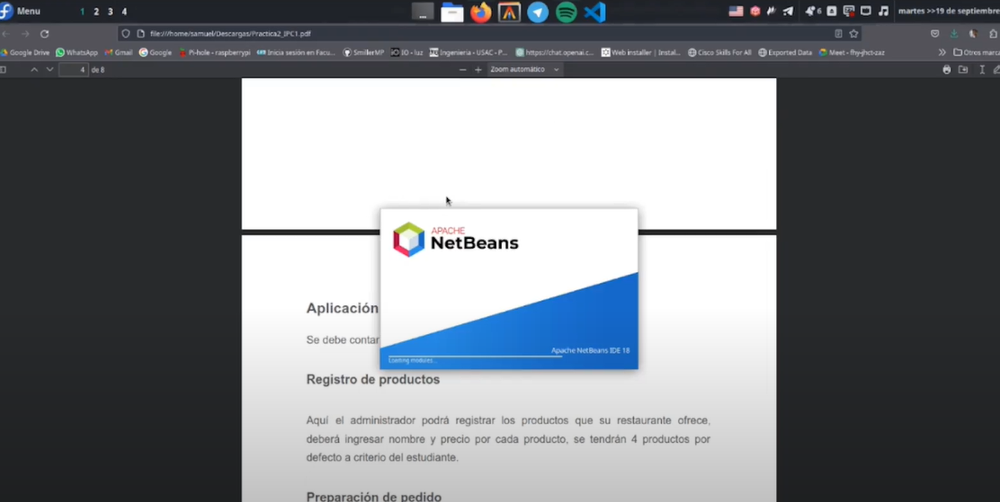 Menu
1 2 3 4
martes >>19 de septiembre
file:///home/samuel/Descargas/Practica2_IPC1.pdf
Google Drive WhatsApp Gmail Google Pi-hole - raspberrypi Inicia sesión en Facu... SmillerMP IO - luz Ingenieria - USAC - P... https://chat.openai.c... Web installer | Instal... Cisco Skills For All Exported Data Meet - fhy-jhct-zaz Otros marc
4 de 8
Zoom automático
APACHE
NetBeans
Apache NetBeans IDE 18
Loading modules...
Aplicación
Se debe contar
Registro de productos
Aquí el administrador podrá registrar los productos que su restaurante ofrece,
deberá ingresar nombre y precio por cada producto, se tendrán 4 productos por
defecto a criterio del estudiante.
Preparación de pedido